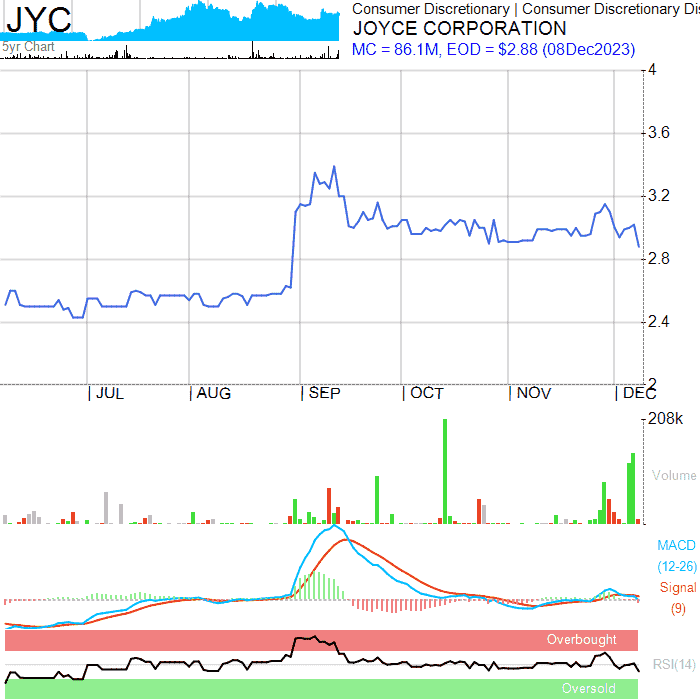 JYC
5yr Chart
Consumer Discretionary | Consumer Discretionary Dis
JOYCE CORPORATION
MC = 86.1M, EOD = $2.88 (08Dec2023)
4
3.6
3.2
2.8
2.4
2
| JUL | AUG | SEP | OCT | NOV | DEC
208k
Volume
MACD
(12-26)
Signal
(9)
Overbought
RSI(14)
Oversold